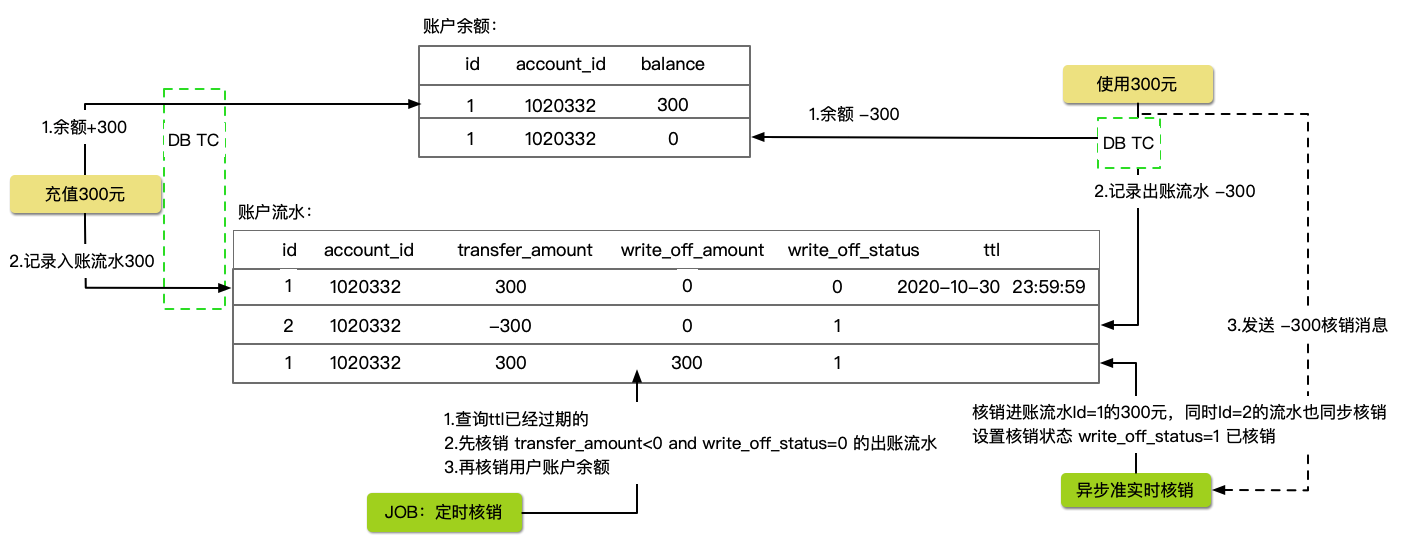 账户余额：
id account_id balance
1 1020332 300
1 1020332 0
使用300元
1.余额 -300
DB TC
2.记录出账流水 -300
3.发送 -300核销消息
1.余额+300
DB TC
充值300元
2.记录入账流水300
账户流水：
id account_id transfer_amount write_off_amount write_off_status ttl
1 1020332 300 0 0 2020-10-30 23:59:59
2 1020332 -300 0 1
1 1020332 300 300 1
1.查询ttl已经过期的
2.先核销 transfer_amount<0 and write_off_status=0 的出账流水
3.再核销用户账户余额
JOB：定时核销
核销进账流水Id=1的300元，同时Id=2的流水也同步核销
设置核销状态 write_off_status=1 已核销
异步准实时核销